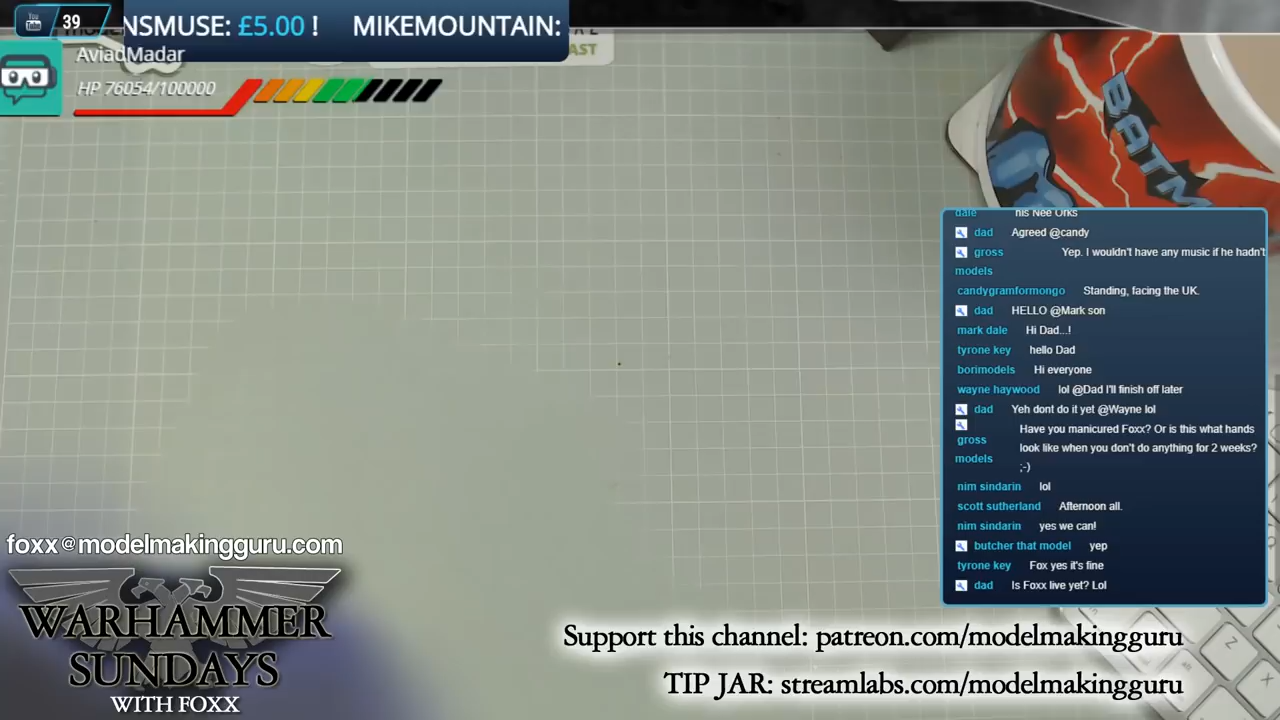 39
NSMUSE: £5.00 ! MIKEMOUNTAIN:
AST
AviadMadar
HP 76054/100000
BATM
dale his Nee Orks
dad Agreed @candy
gross Yep. I wouldn't have any music if he hadn't
models
candygramformongo Standing, facing the UK.
dad HELLO @Mark son
mark dale Hi Dad...!
tyrone key hello Dad
borimodels Hi everyone
wayne haywood lol @Dad I'll finish off later
dad Yeh dont do it yet @Wayne lol
Have you manicured Foxx? Or is this what hands
gross look like when you don't do anything for 2 weeks?
models ;-)
nim sindarin lol
scott sutherland Afternoon all.
nim sindarin yes we can!
butcher that model yep
tyrone key Fox yes it's fine
dad Is Foxx live yet? Lol
foxx@modelmakingguru.com
WARHAMMER
SUNDAYS
WITH FOXX
Support this channel: patreon.com/modelmakingguru
TIP JAR: streamlabs.com/modelmakingguru
Z
X